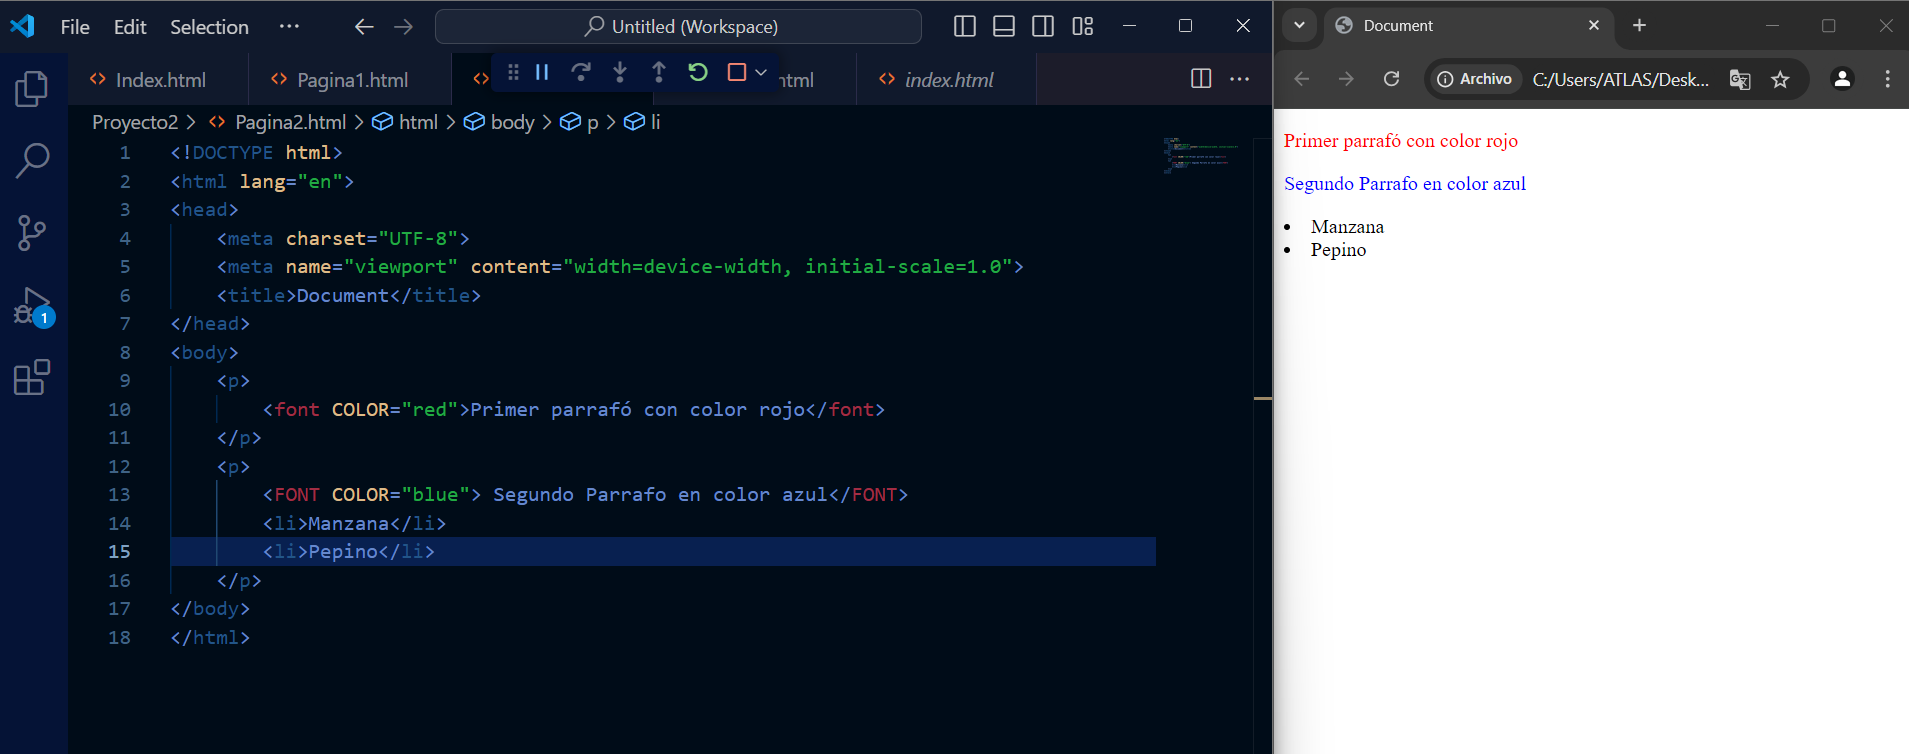 File Edit Selection ··· Untitled (Workspace)
Index.html Pagina1.html html index.html
Proyecto2 > Pagina2.html > html > body > p > li
1 <!DOCTYPE html>
2 <html lang="en">
3 <head>
4 <meta charset="UTF-8">
5 <meta name="viewport" content="width=device-width, initial-scale=1.0">
6 <title>Document</title>
7 </head>
8 <body>
9 <p>
10 <font COLOR="red">Primer parrafó con color rojo</font>
11 </p>
12 <p>
13 <FONT COLOR="blue"> Segundo Parrafo en color azul</FONT>
14 <li>Manzana</li>
15 <li>Pepino</li>
16 </p>
17 </body>
18 </html>
1
Document
Archivo C:/Users/ATLAS/Desk...
Primer parrafó con color rojo
Segundo Parrafo en color azul
• Manzana
• Pepino